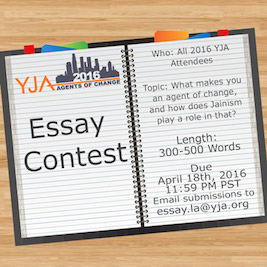 YJA 2016
AGENTS OF CHANGE
Essay
Contest
Who: All 2016 YJA
Attendees
Topic: What makes you
an agent of change,
and how does Jainism
play a role in that?
Length:
300-500 Words
Due
April 18th, 2016
11:59 PM PST
Email submissions to
essay.la@yja.org